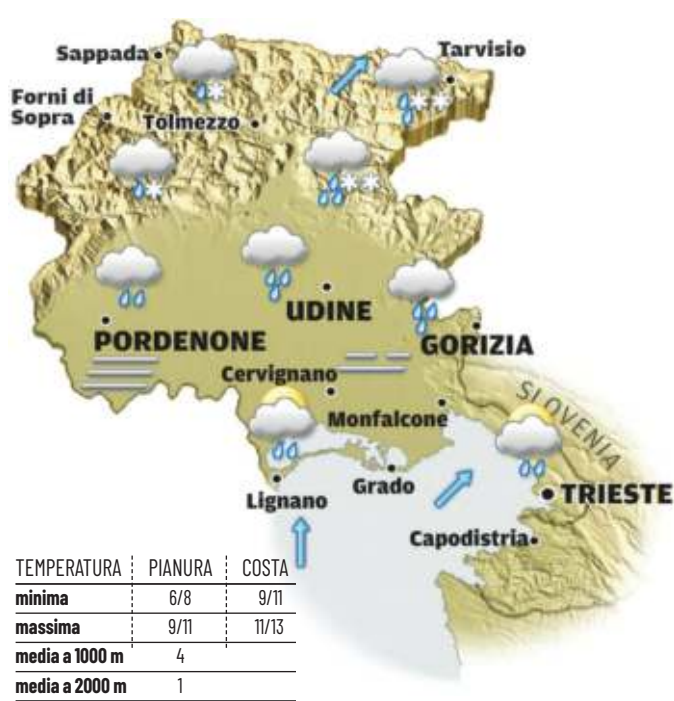 Sappada
Tarvisio
Forni di
Sopra
Tolmezzo
UDINE
PORDENONE
GORIZIA
Cervignano
SLOVENIA
Monfalcone
Lignano
Grado
TRIESTE
Capodistria
TEMPERATURA PIANURA COSTA
minima 6/8 9/11
massima 9/11 11/13
media a 1000 m 4
media a 2000 m 1